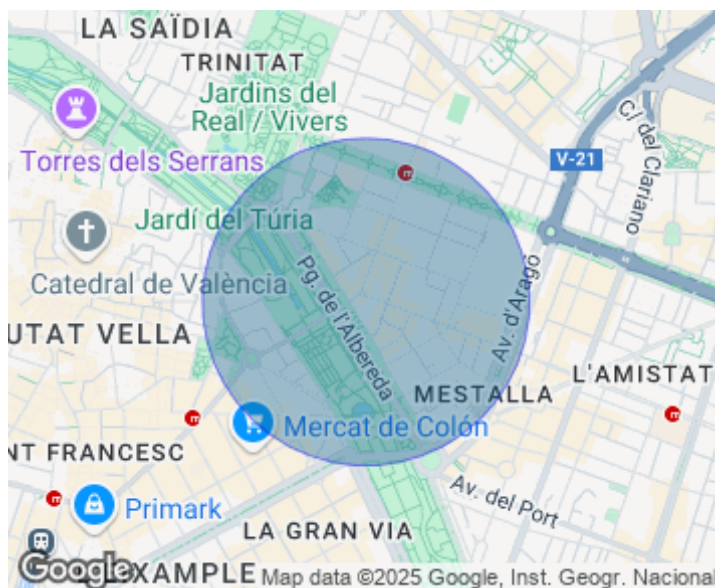 LA SAÏDIA
TRINITAT
Jardins del
Real / Vivers
Torres dels Serrans
V-21
C/ del Clariano
Jardí del Túria
Catedral de València
Pg. de l'Albereda
Av. d'Aragó
UTAT VELLA
L'AMISTAT
MESTALLA
Mercat de Colón
NT FRANCESC
Primark
Av. del Port
LA GRAN VIA
Google
EIXAMPLE
Map data ©2025 Google, Inst. Geogr. Nacional